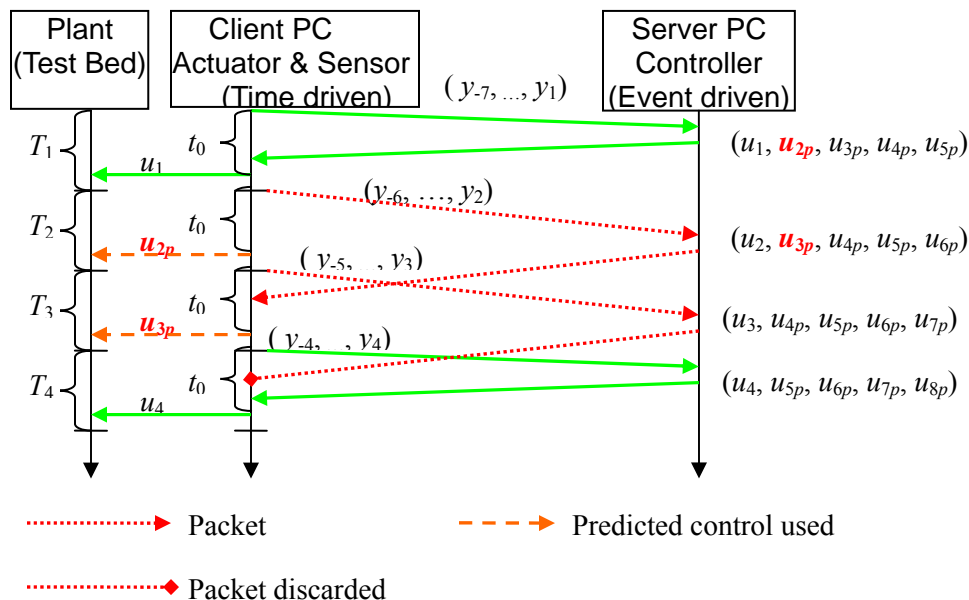 Plant
(Test Bed)
Client PC
Actuator & Sensor
(Time driven)
Server PC
Controller
(Event driven)
( y-7, ..., y1)
T1
t0
u1
(u1, u2p, u3p, u4p, u5p)
(y-6, …, y2)
T2
t0
u2p
(u2, u3p, u4p, u5p, u6p)
( y-5, .., y3)
T3
t0
u3p
(u3, u4p, u5p, u6p, u7p)
( y-4, .. , y4)
T4
t0
u4
(u4, u5p, u6p, u7p, u8p)
Packet
Predicted control used
Packet discarded